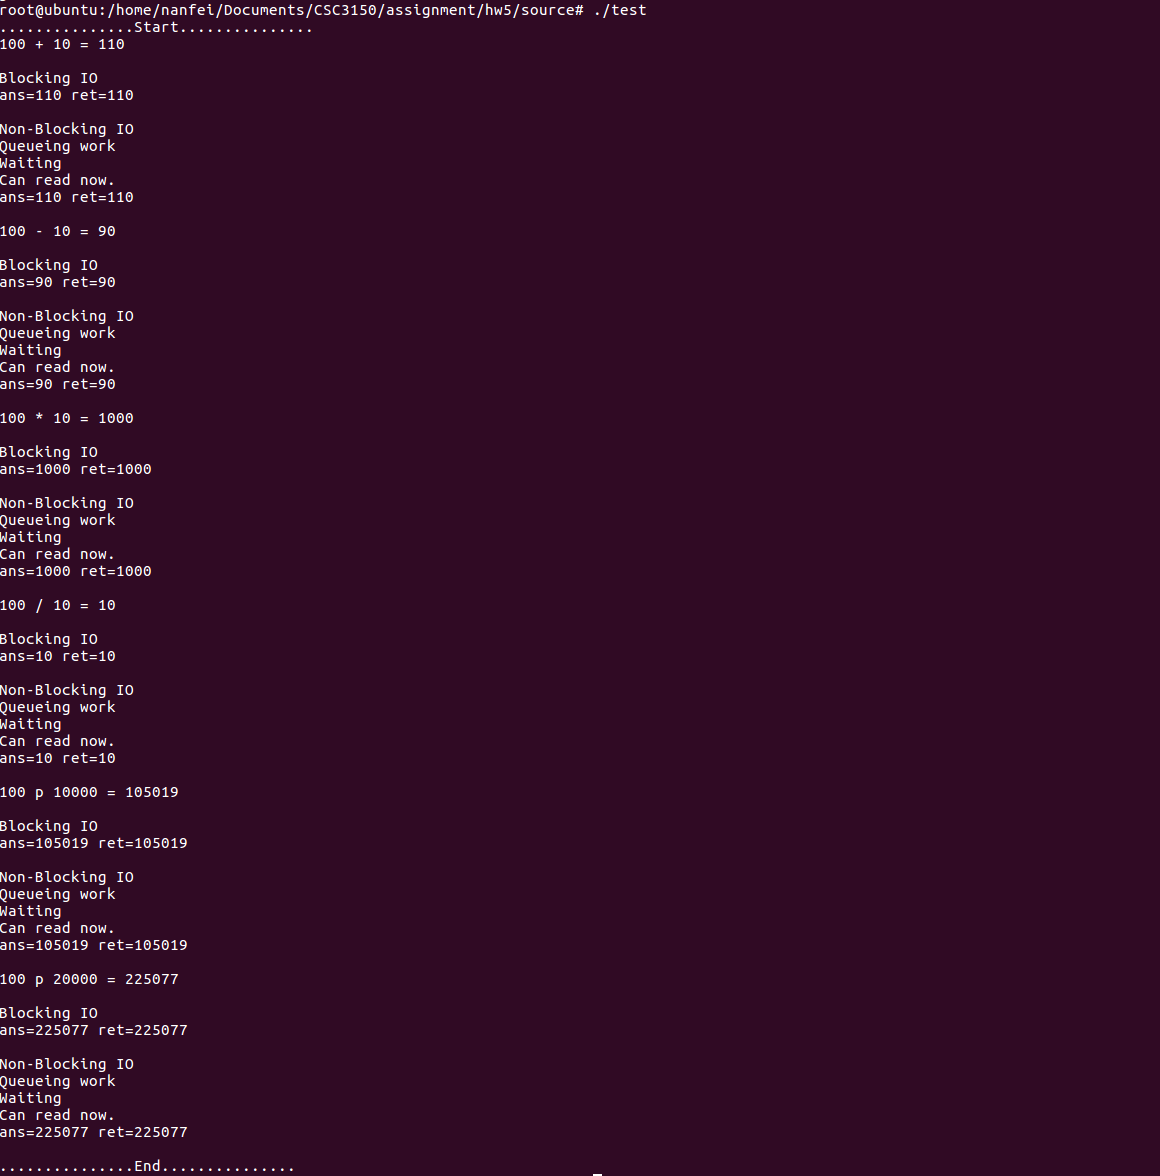 root@ubuntu:/home/nanfei/Documents/CSC3150/assignment/hw5/source# ./test
...............Start...............
100 + 10 = 110
Blocking IO
ans=110 ret=110
Non-Blocking IO
Queueing work
Waiting
Can read now.
ans=110 ret=110
100 - 10 = 90
Blocking IO
ans=90 ret=90
Non-Blocking IO
Queueing work
Waiting
Can read now.
ans=90 ret=90
100 * 10 = 1000
Blocking IO
ans=1000 ret=1000
Non-Blocking IO
Queueing work
Waiting
Can read now.
ans=1000 ret=1000
100 / 10 = 10
Blocking IO
ans=10 ret=10
Non-Blocking IO
Queueing work
Waiting
Can read now.
ans=10 ret=10
100 p 10000 = 105019
Blocking IO
ans=105019 ret=105019
Non-Blocking IO
Queueing work
Waiting
Can read now.
ans=105019 ret=105019
100 p 20000 = 225077
Blocking IO
ans=225077 ret=225077
Non-Blocking IO
Queueing work
Waiting
Can read now.
ans=225077 ret=225077
...............End...............